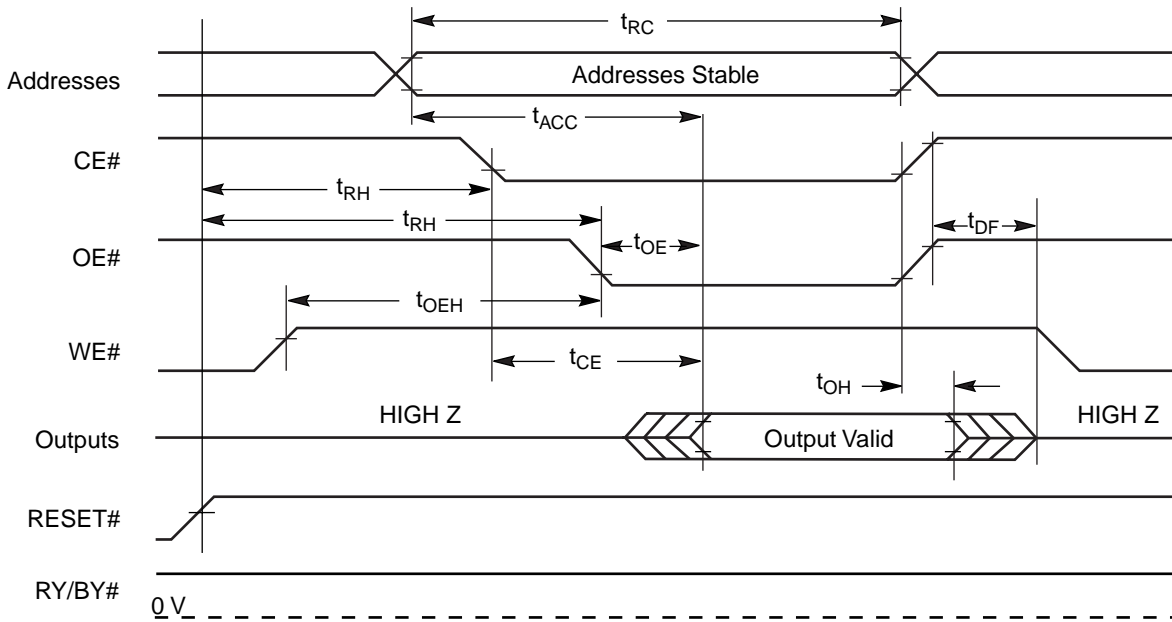 tRC
Addresses
Addresses Stable
tACC
CE#
tRH
tRH
tDF
OE#
tOE
tOEH
WE#
tCE
tOH
HIGH Z
HIGH Z
Outputs
Output Valid
RESET#
RY/BY#
0 V